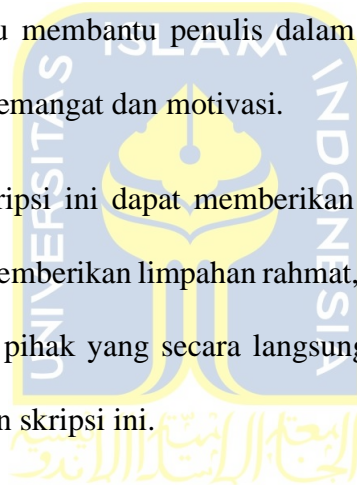 u membantu penulis dalam
ISLAM
emangat dan motivasi.
UNIVERSITAS
INDONESIA
ripsi ini dapat memberikan
emberikan limpahan rahmat,
pihak yang secara langsung
n skripsi ini.